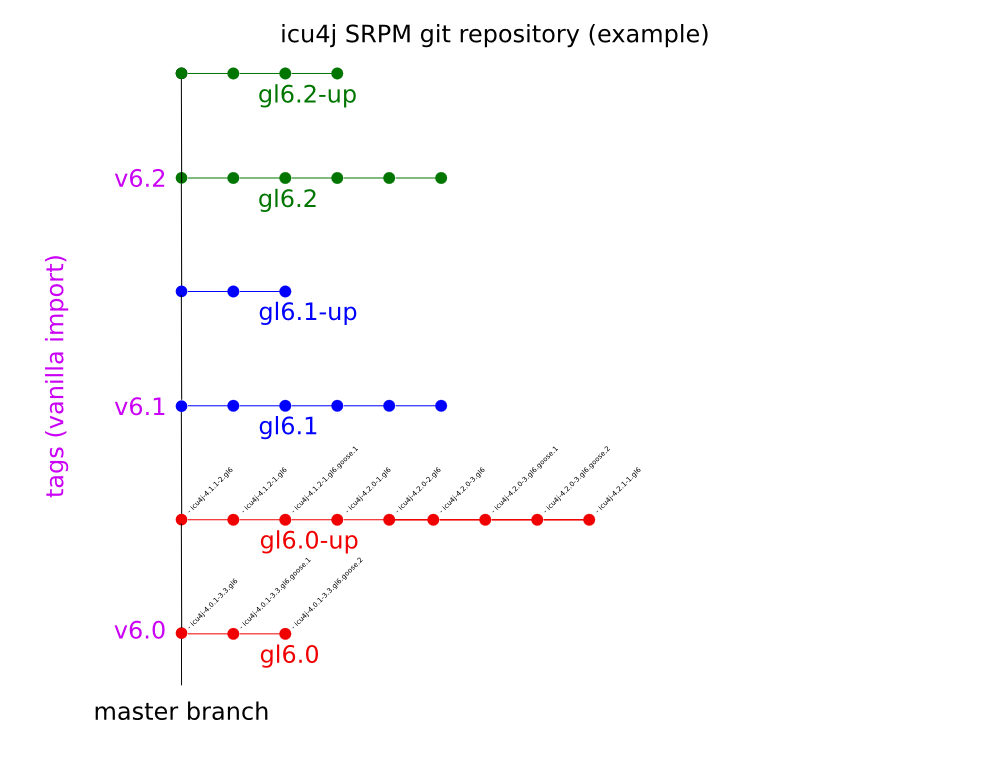 icu4j SRPM git repository (example)
gl6.2-up
v6.2
gl6.2
tags (vanilla import)
gl6.1-up
v6.1
gl6.1
- icu4j-4.1.1-2.gl6
- icu4j-4.1.2-1.gl6
- icu4j-4.1.2-1.gl6.goose.1
- icu4j-4.2.0-1.gl6
- icu4j-4.2.0-2.gl6
- icu4j-4.2.0-3.gl6
- icu4j-4.2.0-3.gl6.goose.1
- icu4j-4.2.0-3.gl6.goose.2
- icu4j-4.2.1-1.gl6
gl6.0-up
- icu4j-4.0.1-3.3.gl6
- icu4j-4.0.1-3.3.gl6.goose.1
- icu4j-4.0.1-3.3.gl6.goose.2
v6.0
gl6.0
master branch